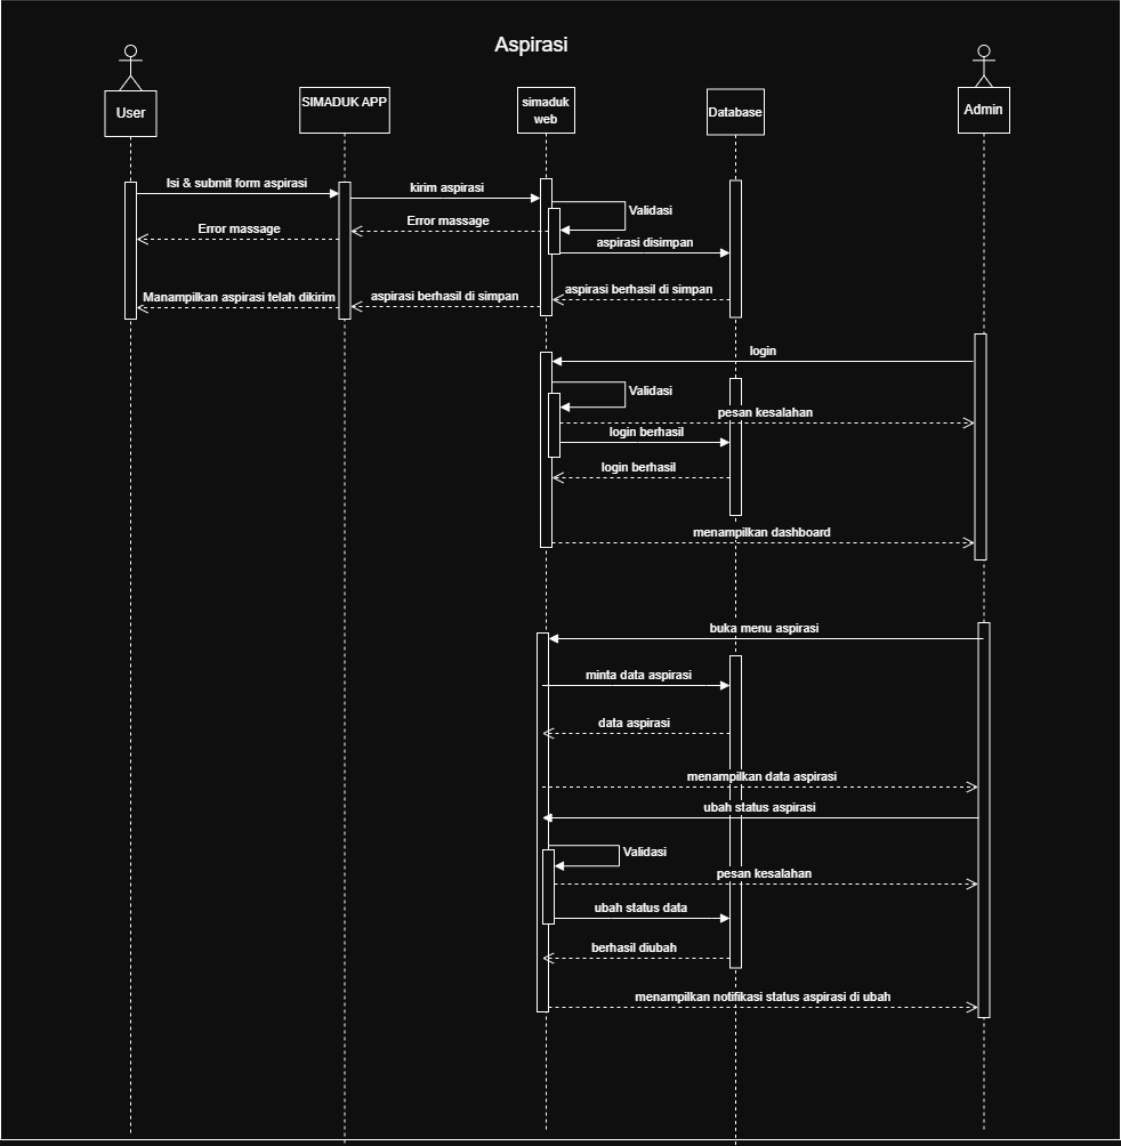 Aspirasi
User
SIMADUK APP
simaduk
web
Database
Admin
Isi & submit form aspirasi
kirim aspirasi
Validasi
Error massage
Error massage
aspirasi disimpan
aspirasi berhasil di simpan
aspirasi berhasil di simpan
Manampilkan aspirasi telah dikirim
login
Validasi
pesan kesalahan
login berhasil
login berhasil
menampilkan dashboard
buka menu aspirasi
minta data aspirasi
data aspirasi
menampilkan data aspirasi
ubah status aspirasi
Validasi
pesan kesalahan
ubah status data
berhasil diubah
menampilkan notifikasi status aspirasi di ubah